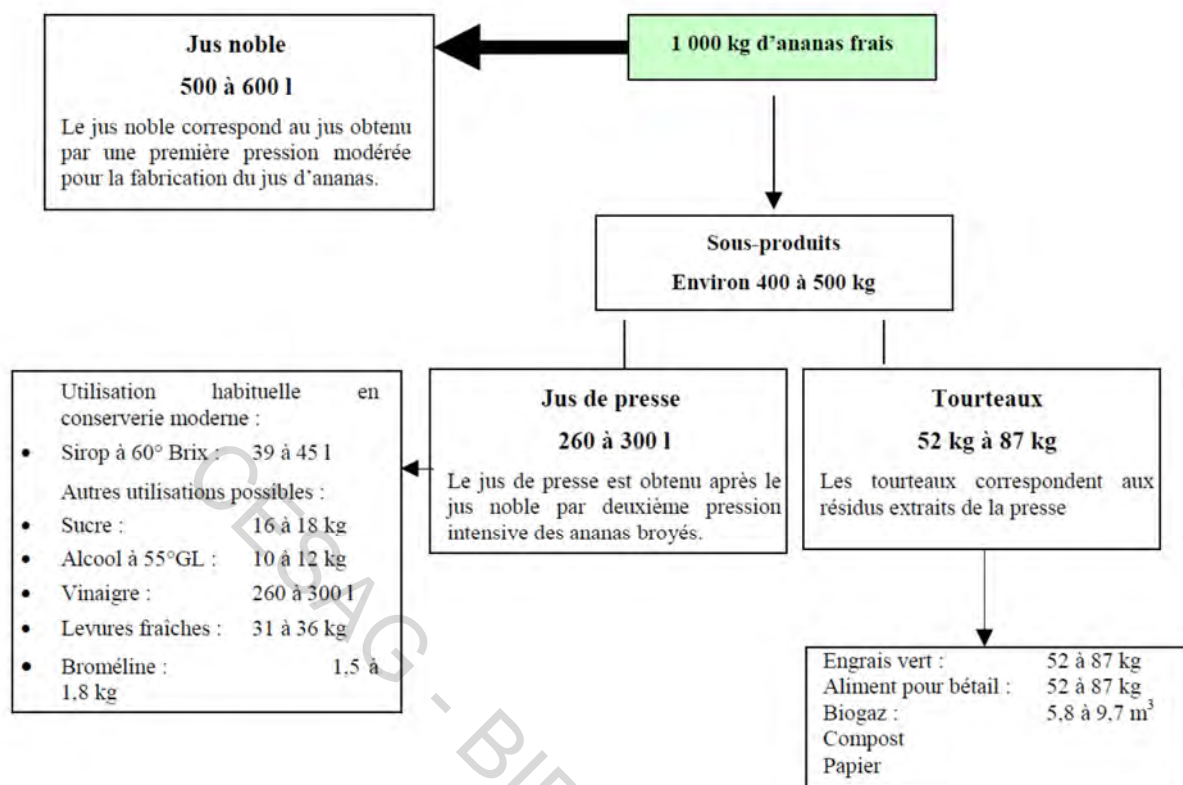 Jus noble
500 à 600 l
Le jus noble correspond au jus obtenu
par une première pression modérée
pour la fabrication du jus d'ananas.
1 000 kg d'ananas frais
Sous-produits
Environ 400 à 500 kg
Utilisation habituelle en
conserverie moderne :
• Sirop à 60° Brix : 39 à 45 l
Autres utilisations possibles :
• Sucre : 16 à 18 kg
• Alcool à 55°GL : 10 à 12 kg
• Vinaigre : 260 à 300 l
• Levures fraîches : 31 à 36 kg
• Broméline : 1,5 à
1,8 kg
Jus de presse
260 à 300 l
Le jus de presse est obtenu après le
jus noble par deuxième pression
intensive des ananas broyés.
Tourteaux
52 kg à 87 kg
Les tourteaux correspondent aux
résidus extraits de la presse
Engrais vert : 52 à 87 kg
Aliment pour bétail : 52 à 87 kg
Biogaz : 5,8 à 9,7 m³
Compost
Papier
CESAG - BI